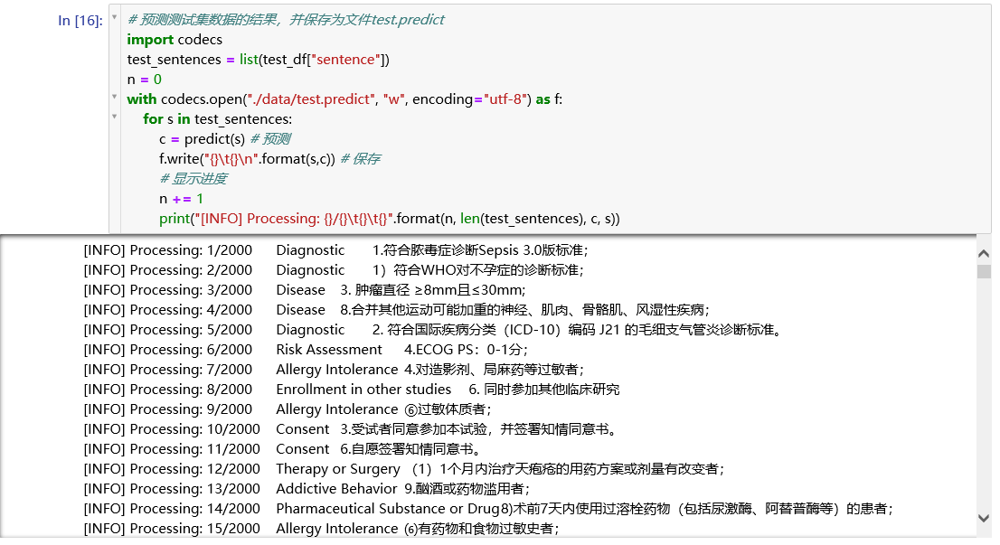 In [16]:
# 预测测试集数据的结果，并保存为文件test.predict
import codecs
test_sentences = list(test_df["sentence"])
n = 0
with codecs.open("./data/test.predict", "w", encoding="utf-8") as f:
for s in test_sentences:
c = predict(s) # 预测
f.write("{}\t{}\n".format(s,c)) # 保存
# 显示进度
n += 1
print("[INFO] Processing: {}/{}\t{}\t{}".format(n, len(test_sentences), c, s))
[INFO] Processing: 1/2000 Diagnostic 1.符合脓毒症诊断Sepsis 3.0版标准；
[INFO] Processing: 2/2000 Diagnostic 1）符合WHO对不孕症的诊断标准；
[INFO] Processing: 3/2000 Disease 3. 肿瘤直径 ≥8mm且≤30mm;
[INFO] Processing: 4/2000 Disease 8.合并其他运动可能加重的神经、肌肉、骨骼肌、风湿性疾病；
[INFO] Processing: 5/2000 Diagnostic 2. 符合国际疾病分类（ICD-10）编码 J21 的毛细支气管炎诊断标准。
[INFO] Processing: 6/2000 Risk Assessment 4.ECOG PS：0-1分；
[INFO] Processing: 7/2000 Allergy Intolerance 4.对造影剂、局麻药等过敏者；
[INFO] Processing: 8/2000 Enrollment in other studies 6. 同时参加其他临床研究
[INFO] Processing: 9/2000 Allergy Intolerance ⑥过敏体质者；
[INFO] Processing: 10/2000 Consent 3.受试者同意参加本试验，并签署知情同意书。
[INFO] Processing: 11/2000 Consent 6.自愿签署知情同意书。
[INFO] Processing: 12/2000 Therapy or Surgery （1）1个月内治疗天疱疮的用药方案或剂量有改变者；
[INFO] Processing: 13/2000 Addictive Behavior 9.酗酒或药物滥用者；
[INFO] Processing: 14/2000 Pharmaceutical Substance or Drug8)术前7天内使用过溶栓药物（包括尿激酶、阿替普酶等）的患者；
[INFO] Processing: 15/2000 Allergy Intolerance ⑹有药物和食物过敏史者；